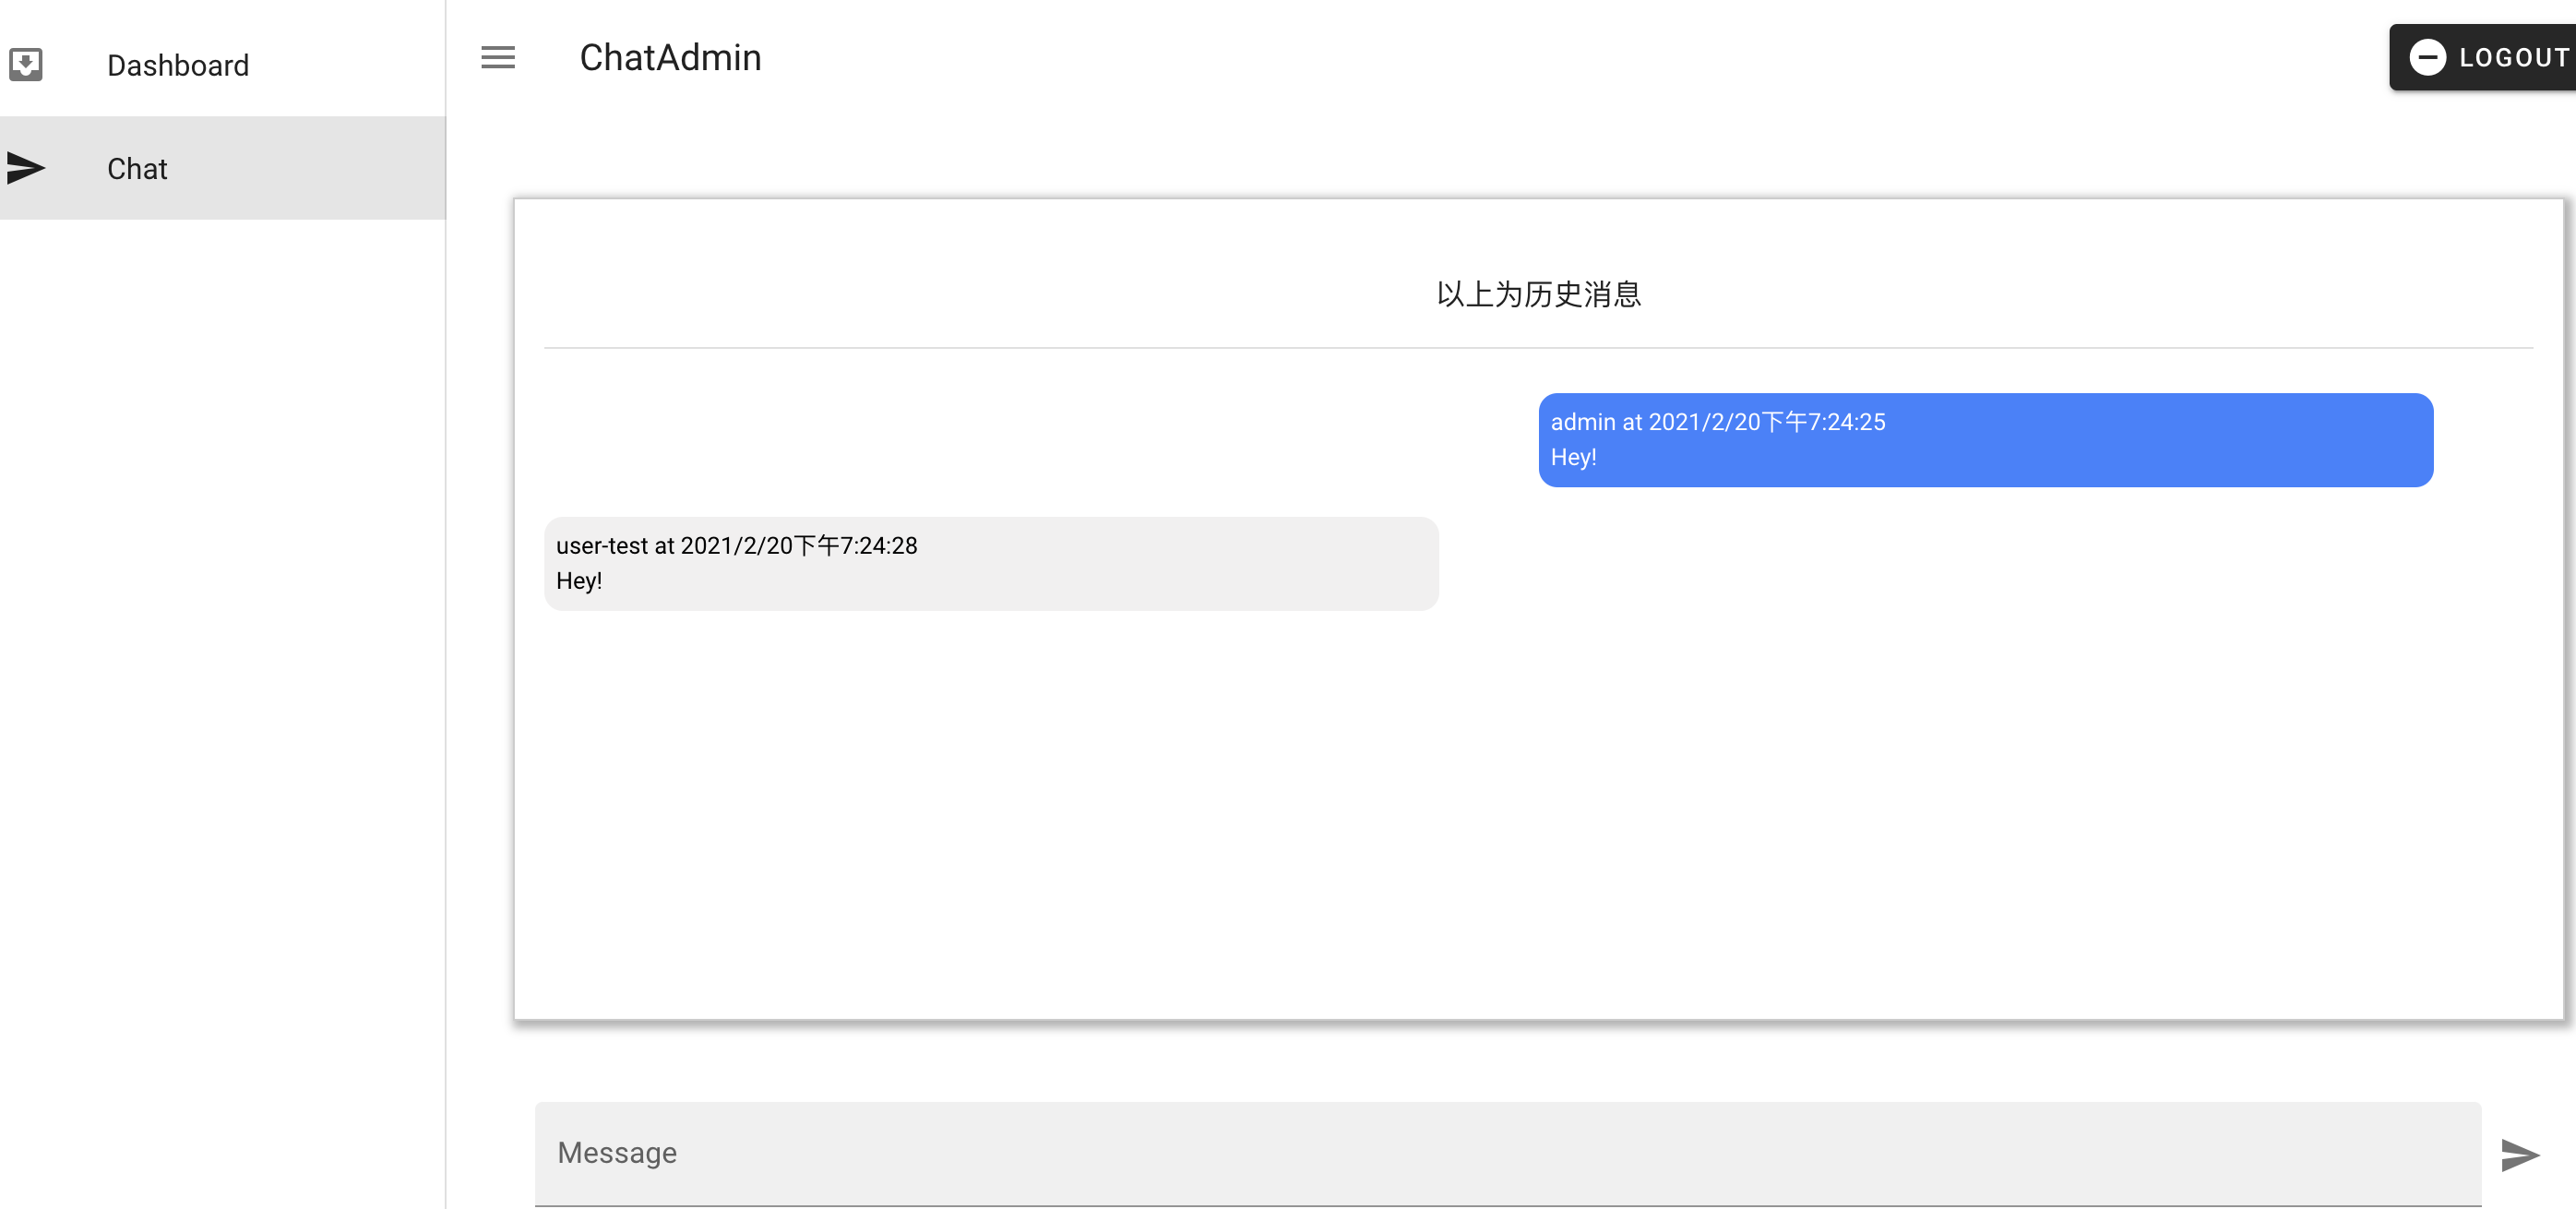 Dashboard
Chat
ChatAdmin
LOGOUT
以上为历史消息
admin at 2021/2/20下午7:24:25
Hey!
user-test at 2021/2/20下午7:24:28
Hey!
Message